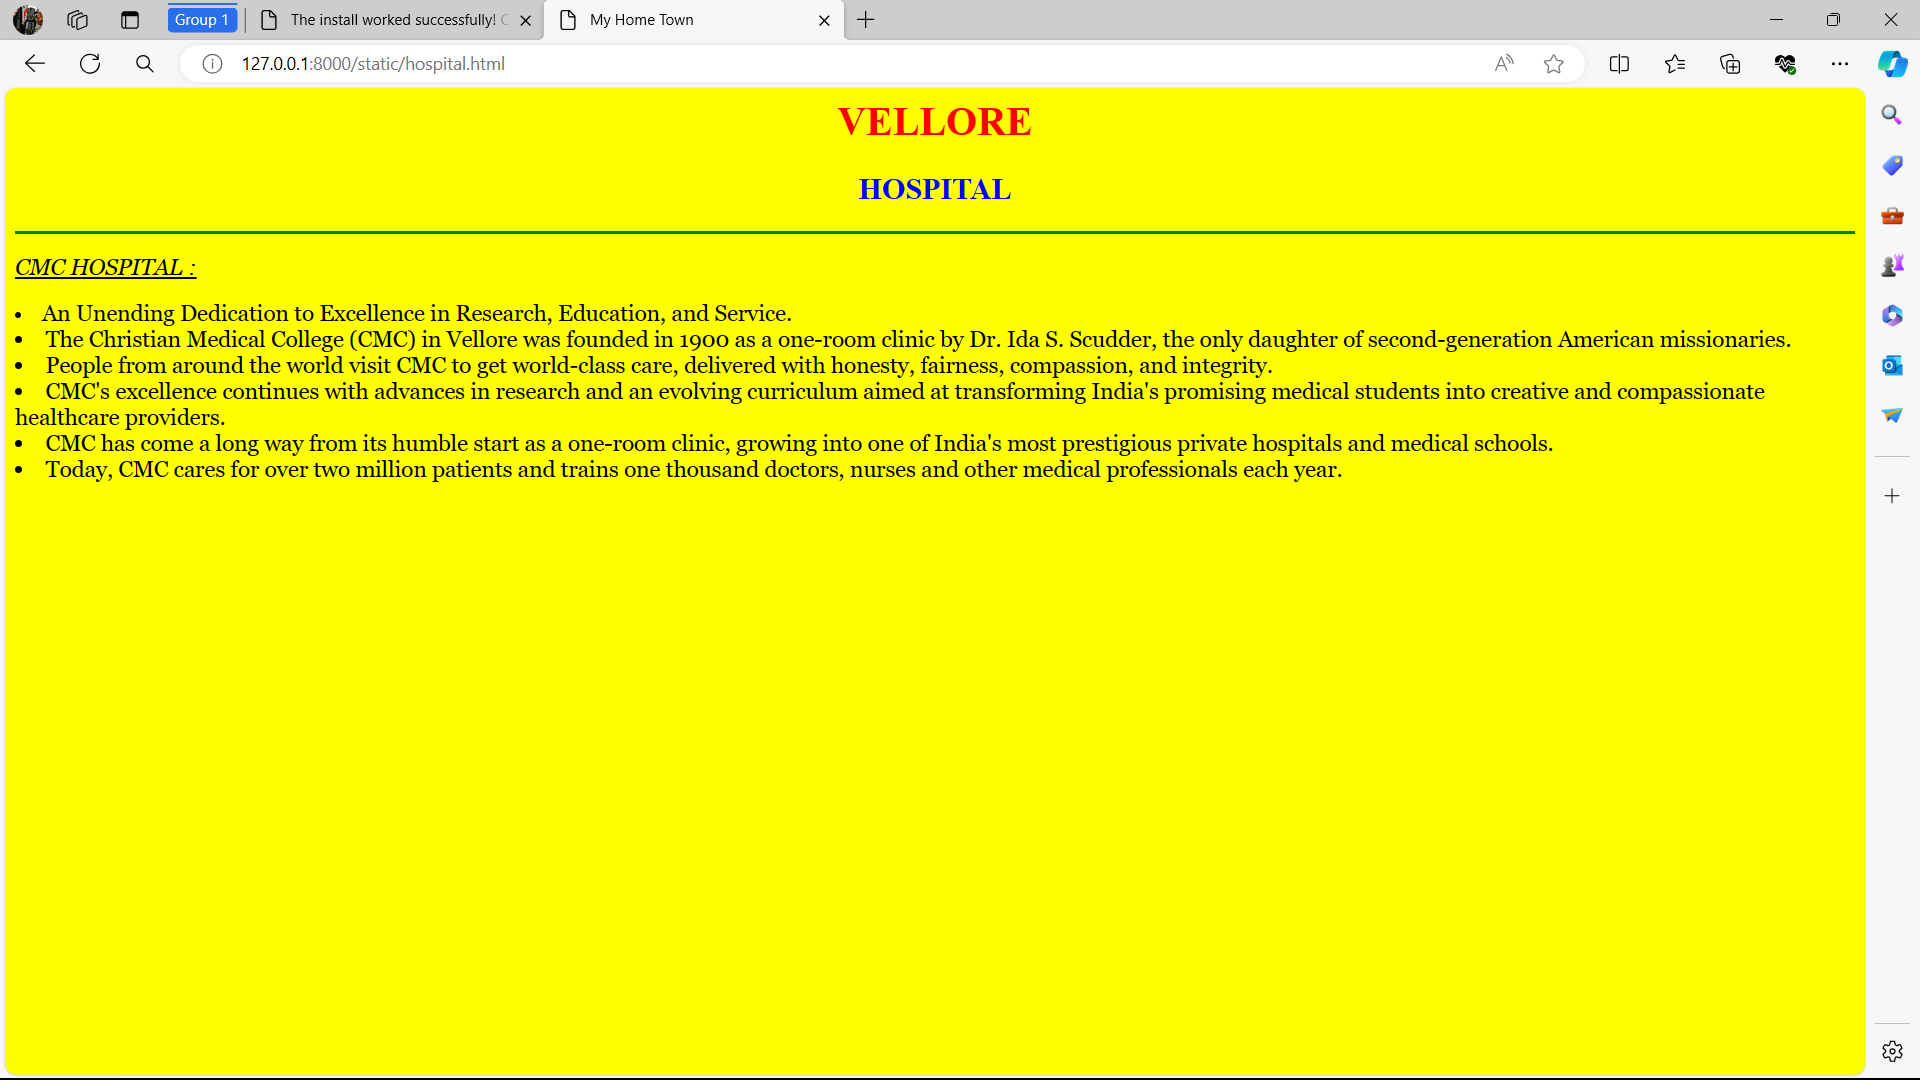 Group 1
The install worked successfully!
My Home Town
127.0.0.1:8000/static/hospital.html
VELLORE
HOSPITAL
CMC HOSPITAL :
• An Unending Dedication to Excellence in Research, Education, and Service.
• The Christian Medical College (CMC) in Vellore was founded in 1900 as a one-room clinic by Dr. Ida S. Scudder, the only daughter of second-generation American missionaries.
• People from around the world visit CMC to get world-class care, delivered with honesty, fairness, compassion, and integrity.
• CMC's excellence continues with advances in research and an evolving curriculum aimed at transforming India's promising medical students into creative and compassionate
healthcare providers.
• CMC has come a long way from its humble start as a one-room clinic, growing into one of India's most prestigious private hospitals and medical schools.
• Today, CMC cares for over two million patients and trains one thousand doctors, nurses and other medical professionals each year.